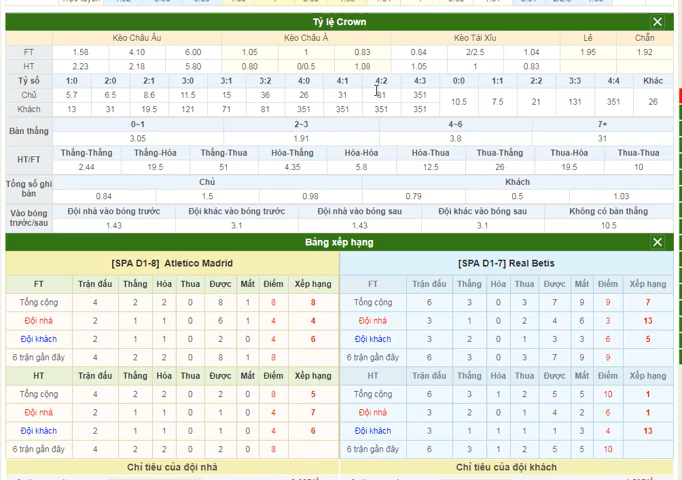 Tỷ lệ Crown
Kèo Châu Âu Kèo Châu Á Kèo Tài Xỉu Lẻ Chẵn
FT 1.58 4.10 6.00 1.05 1 0.83 0.84 2/2.5 1.04 1.95 1.92
HT 2.23 2.18 5.80 0.80 0/0.5 1.08 1.05 1 0.83
Tỷ số 1:0 2:0 2:1 3:0 3:1 3:2 4:0 4:1 4:2 4:3 0:0 1:1 2:2 3:3 4:4 Khác
Chủ 5.7 6.5 8.6 11.5 15 36 26 31 81 351 10.5 7.5 21 131 351 26
Khách 13 31 19.5 121 71 81 351 351 351 351
Bàn thắng 0~1 2~3 4~6 7+
3.05 1.91 3.8 31
HT/FT Thắng-Thắng Thắng-Hòa Thắng-Thua Hòa-Thắng Hòa-Hòa Hòa-Thua Thua-Thắng Thua-Hòa Thua-Thua
2.44 19.5 51 4.35 5.8 12.5 26 19.5 10
Tổng số ghi bàn Chủ Khách
0.84 1.5 0.98 0.79 0.5 1.03
Vào bóng trước/sau Đội nhà vào bóng trước Đội khác vào bóng trước Đội nhà vào bóng sau Đội khác vào bóng sau Không có bàn thắng
1.43 3.1 1.43 3.1 10.5
Bảng xếp hạng
[SPA D1-8] Atletico Madrid [SPA D1-7] Real Betis
FT Trận đấu Thắng Hòa Thua Được Mất Điểm Xếp hạng FT Trận đấu Thắng Hòa Thua Được Mất Điểm Xếp hạng
Tổng cộng 4 2 2 0 8 1 8 8 Tổng cộng 6 3 0 3 7 9 9 7
Đội nhà 2 1 1 0 6 1 4 4 Đội nhà 3 1 0 2 4 6 3 13
Đội khách 2 1 1 0 2 0 4 6 Đội khách 3 2 0 1 3 3 6 5
6 trận gần đây 4 2 2 0 8 1 8 6 trận gần đây 6 3 0 3 7 9 9
HT Trận đấu Thắng Hòa Thua Được Mất Điểm Xếp hạng HT Trận đấu Thắng Hòa Thua Được Mất Điểm Xếp hạng
Tổng cộng 4 2 2 0 4 0 8 5 Tổng cộng 6 3 1 2 5 5 10 1
Đội nhà 2 1 1 0 2 0 4 7 Đội nhà 3 2 0 1 4 2 6 1
Đội khách 2 1 1 0 2 0 4 6 Đội khách 3 1 1 1 1 3 4 13
6 trận gần đây 4 2 2 0 4 0 8 6 trận gần đây 6 3 1 2 5 5 10
Chỉ tiêu của đội nhà Chỉ tiêu của đội khách